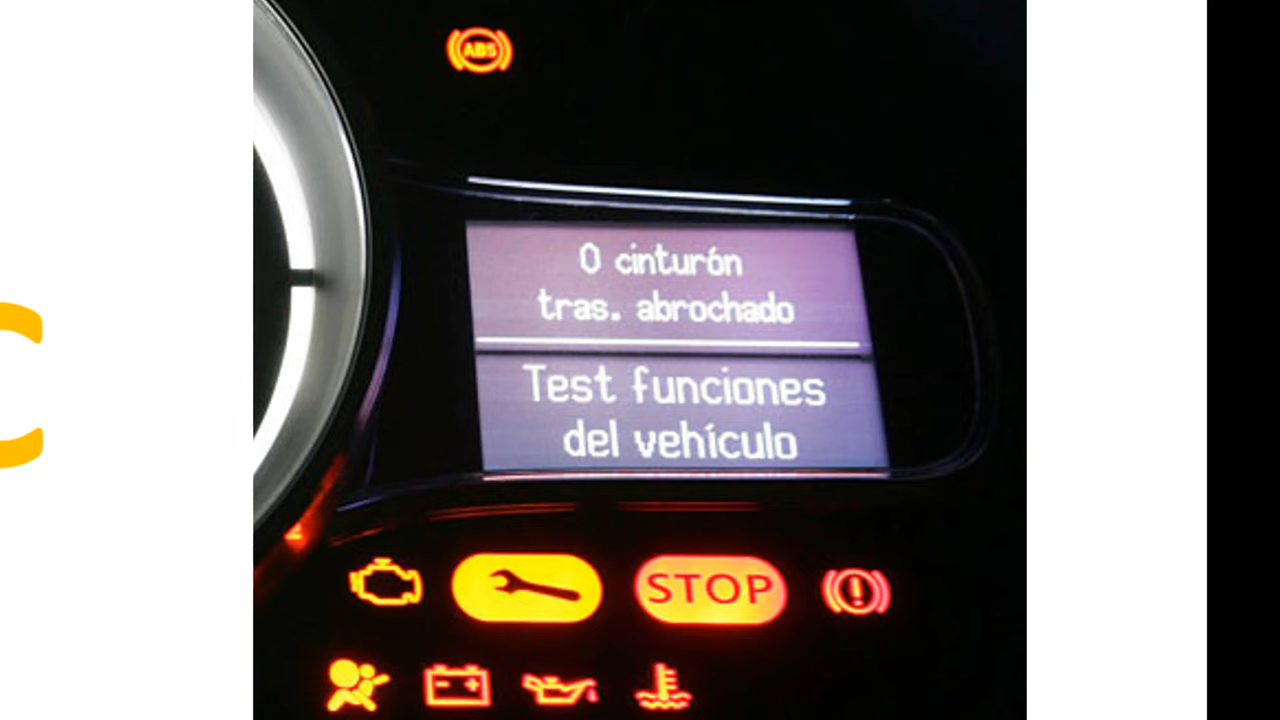 ABS
0 cinturón
tras. abrochado
Test funciones
del vehículo
STOP